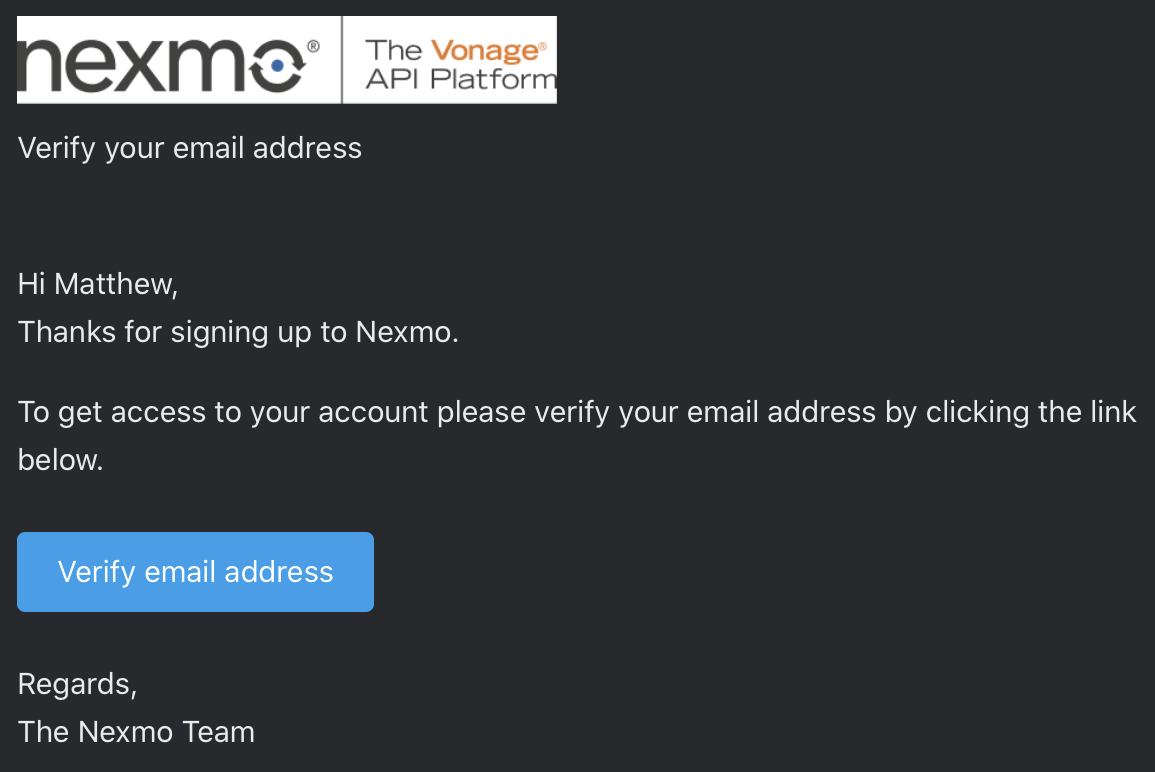 nexmo®
The Vonage®
API Platform
Verify your email address
Hi Matthew,
Thanks for signing up to Nexmo.
To get access to your account please verify your email address by clicking the link
below.
Verify email address
Regards,
The Nexmo Team